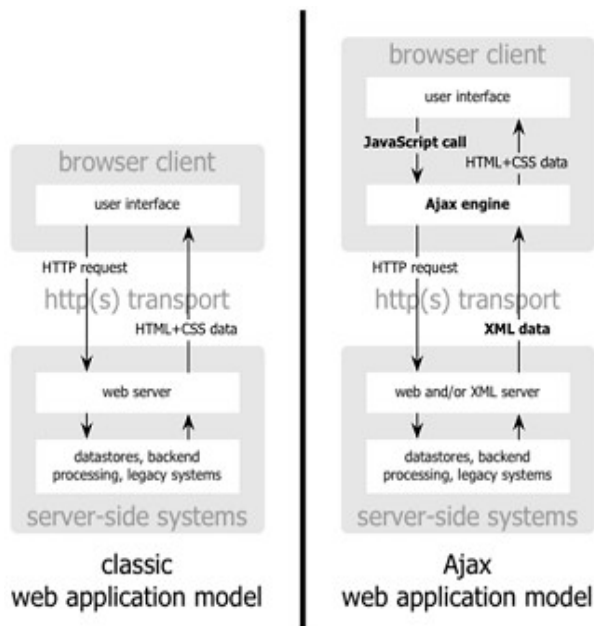 browser client
user interface
HTTP request
http(s) transport
HTML+CSS data
web server
datastores, backend
processing, legacy systems
server-side systems
classic
web application model
browser client
user interface
JavaScript call
HTML+CSS data
Ajax engine
HTTP request
http(s) transport
XML data
web and/or XML server
datastores, backend
processing, legacy systems
server-side systems
Ajax
web application model